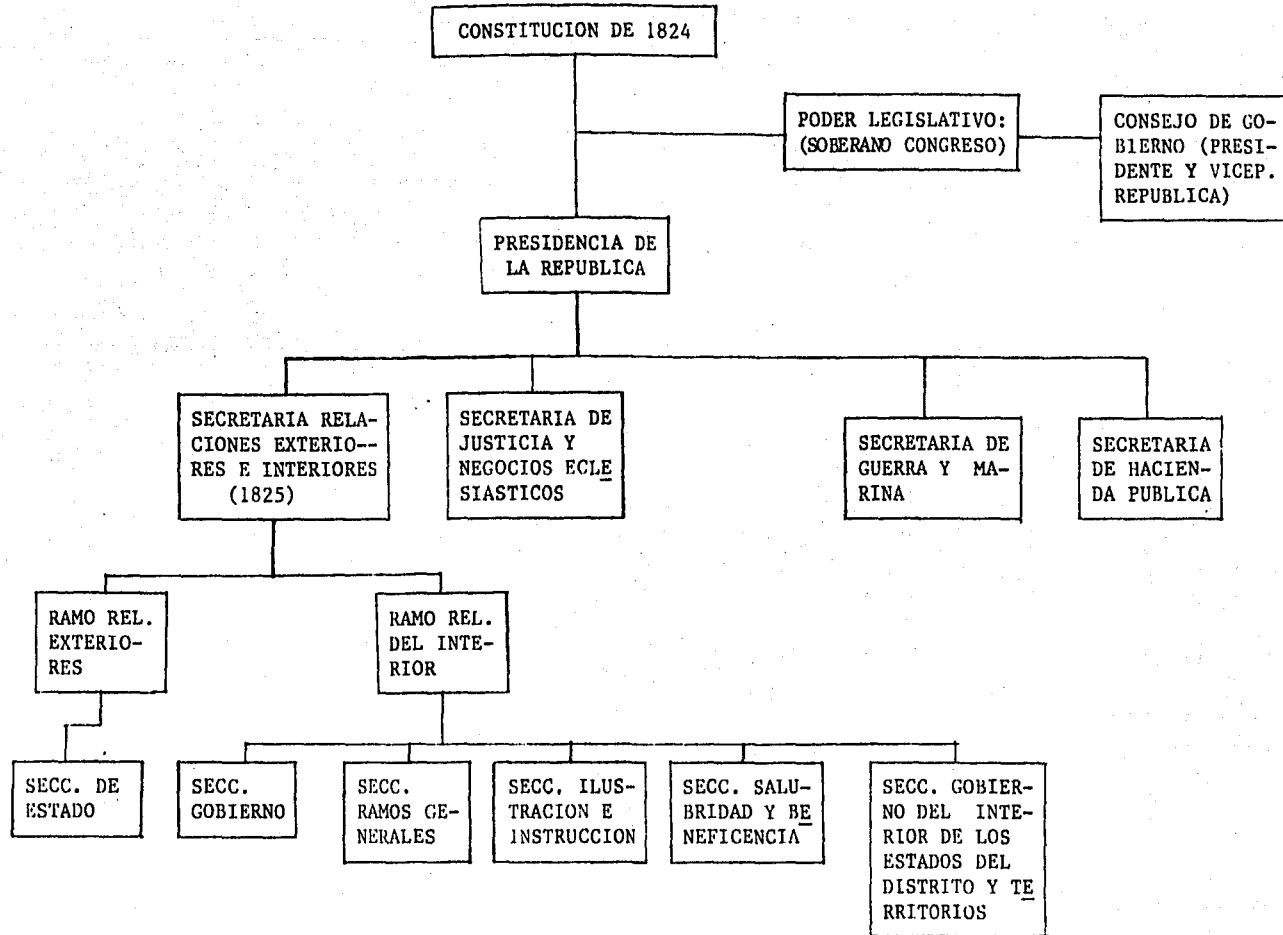 CONSTITUCION DE 1824
PODER LEGISLATIVO:
(SOBERANO CONGRESO)
CONSEJO DE GO-
BIERNO (PRESI-
DENTE Y VICEP.
REPUBLICA)
PRESIDENCIA DE
LA REPUBLICA
SECRETARIA RELA-
CIONES EXTERIO--
RES E INTERIORES
(1825)
SECRETARIA DE
JUSTICIA Y
NEGOCIOS ECLE
SIASTICOS
SECRETARIA DE
GUERRA Y MA-
RINA
SECRETARIA
DE HACIEN-
DA PUBLICA
RAMO REL.
EXTERIO-
RES
RAMO REL.
DEL INTE-
RIOR
SECC. DE
ESTADO
SECC.
GOBIERNO
SECC.
RAMOS GE-
NERALES
SECC. ILUS-
TRACION E
INSTRUCCION
SECC. SALU-
BRIDAD Y BE
NEFICENCIA
SECC. GOBIER-
NO DEL INTE-
RIOR DE LOS
ESTADOS DEL
DISTRITO Y TE
RRITORIOS